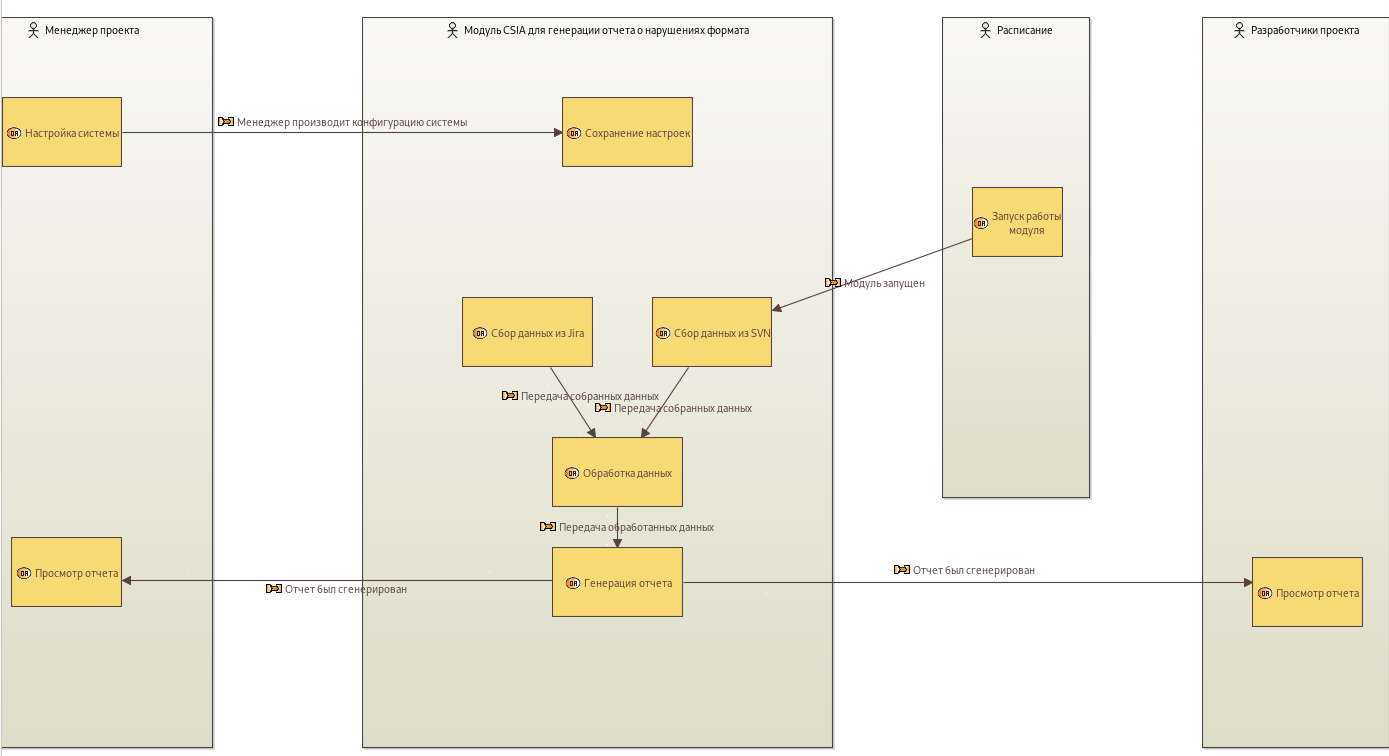 Менеджер проекта
Модуль CSIA для генерации отчета о нарушениях формата
Расписание
Разработчики проекта
Настройка системы
Менеджер производит конфигурацию системы
Сохранение настроек
Запуск работы
модуля
Модуль запущен
Сбор данных из Jira
Сбор данных из SVN
Передача собранных данных
Передача собранных данных
Обработка данных
Передача обработанных данных
Просмотр отчета
Отчет был сгенерирован
Генерация отчета
Отчет был сгенерирован
Просмотр отчета